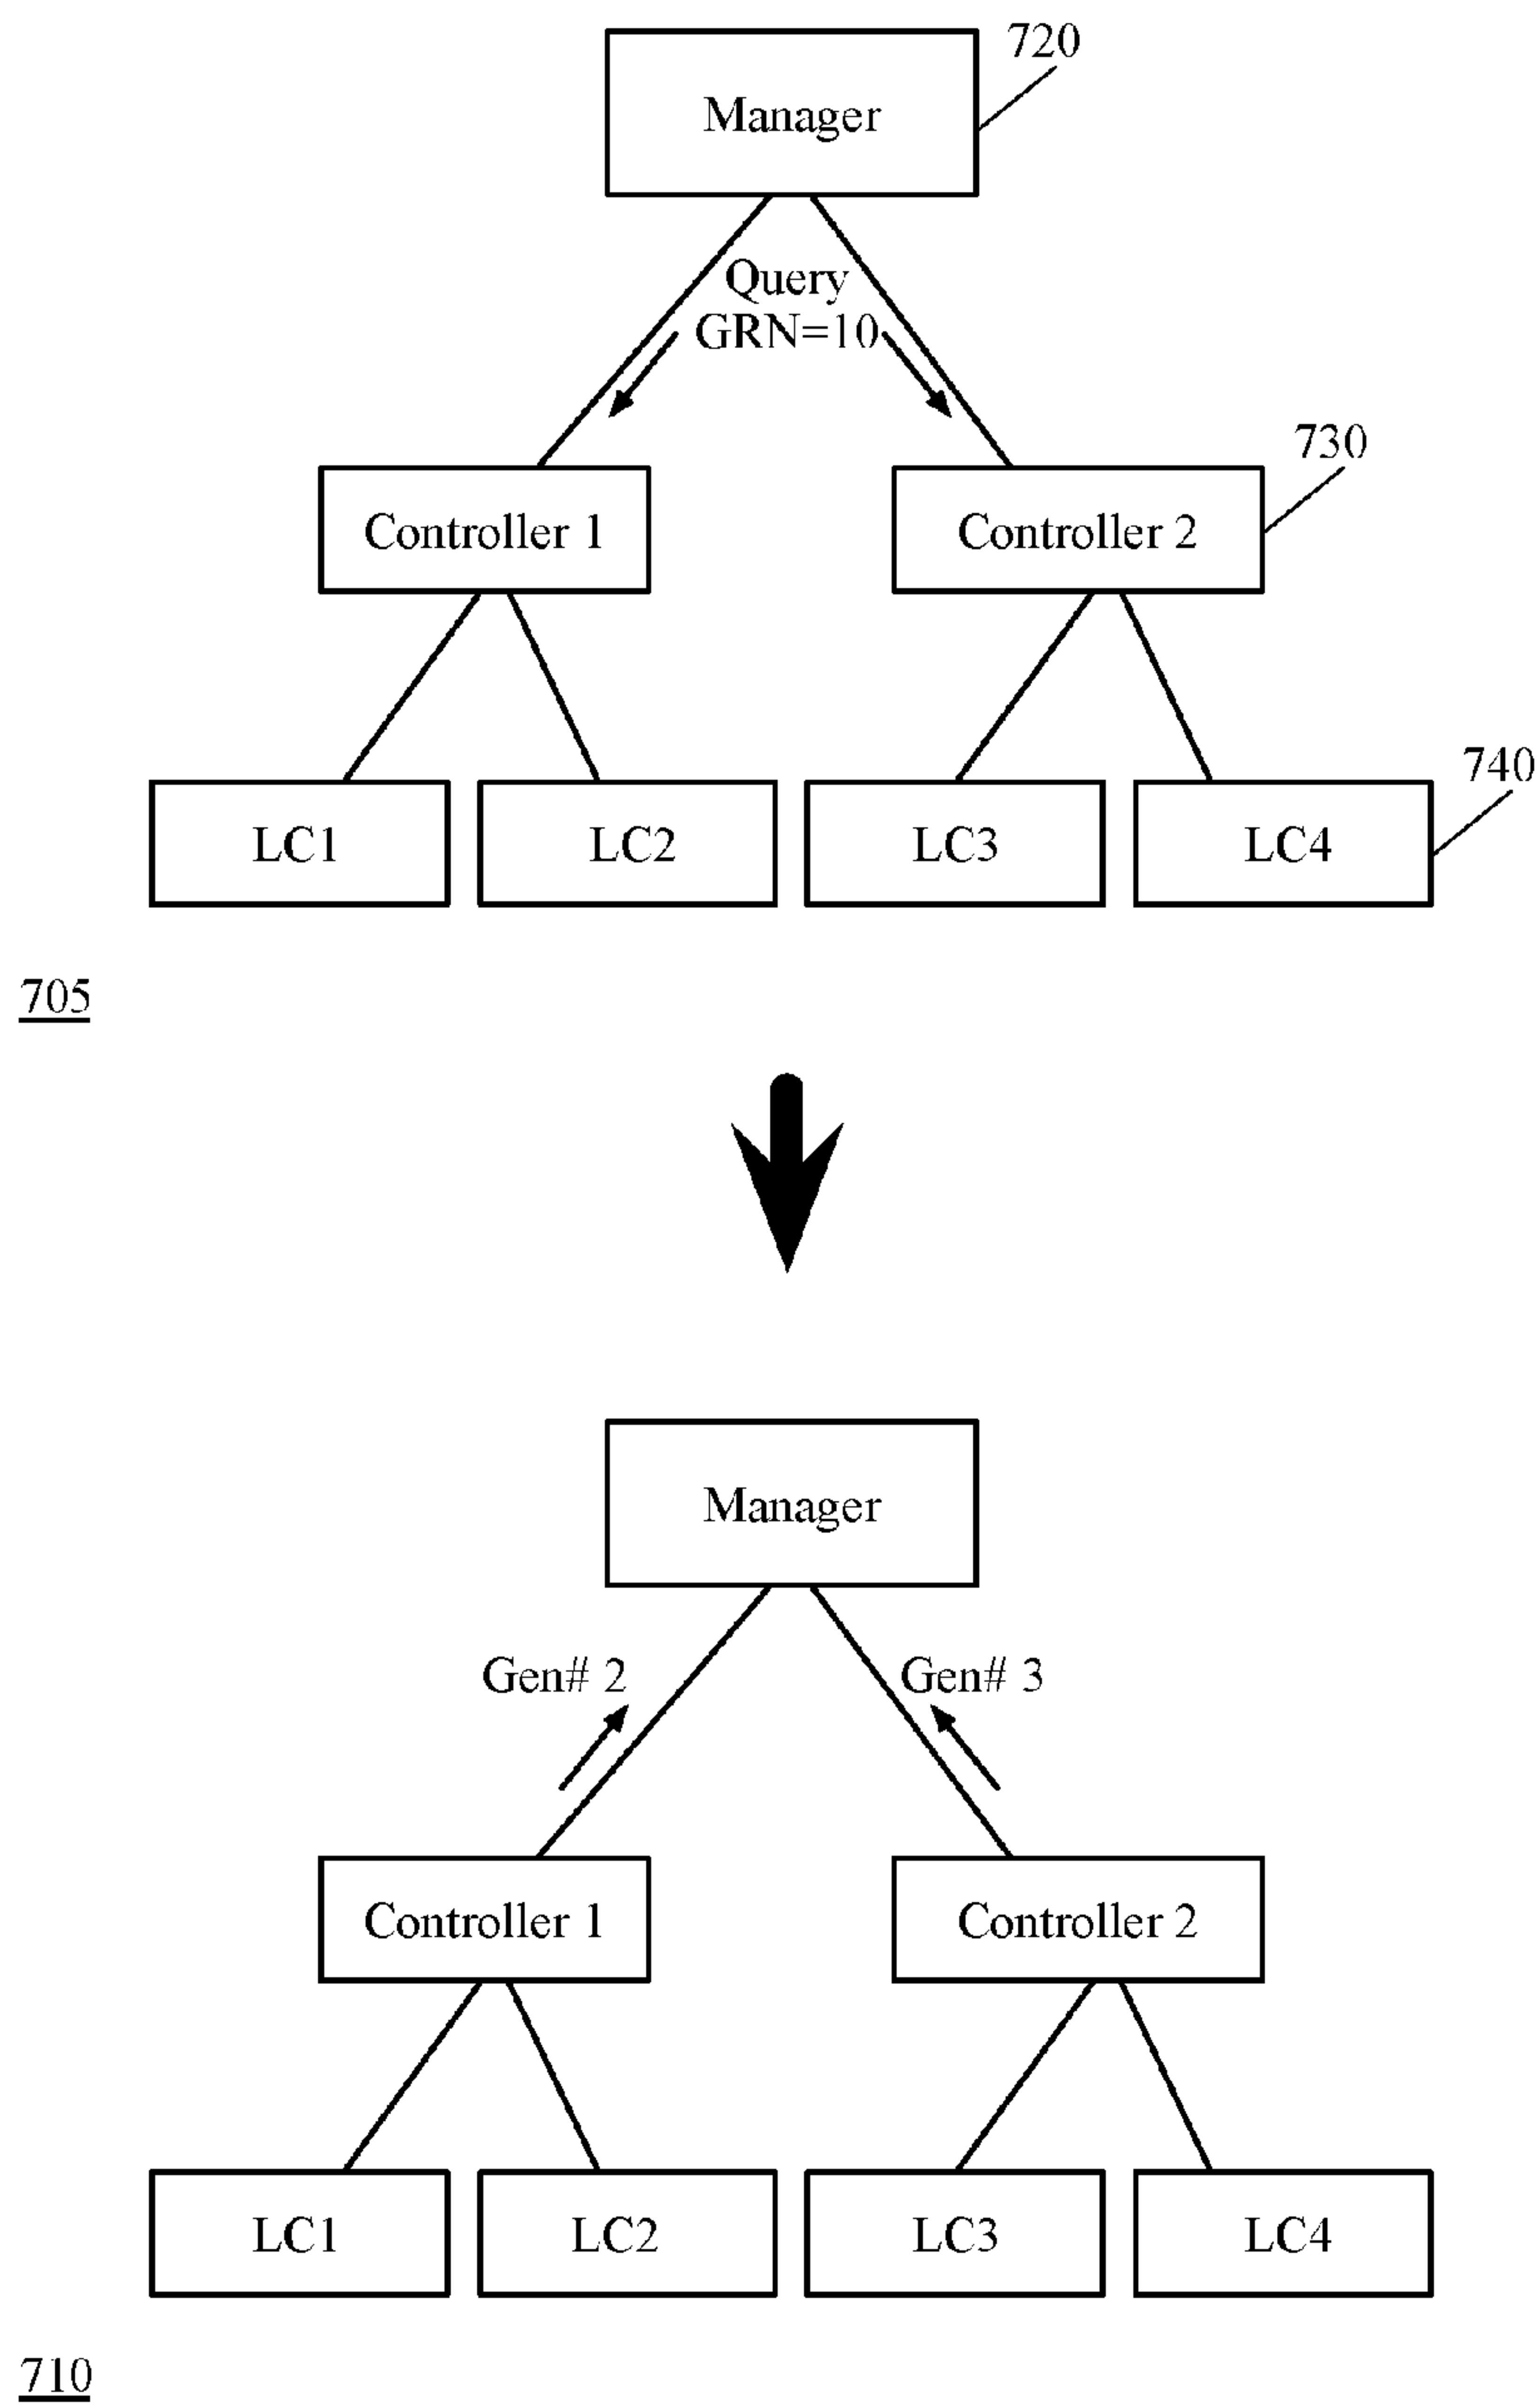 720
Manager
Query
GRN=10
730
Controller 1
Controller 2
740
LC1
LC2
LC3
LC4
705
Manager
Gen# 2
Gen# 3
Controller 1
Controller 2
LC1
LC2
LC3
LC4
710